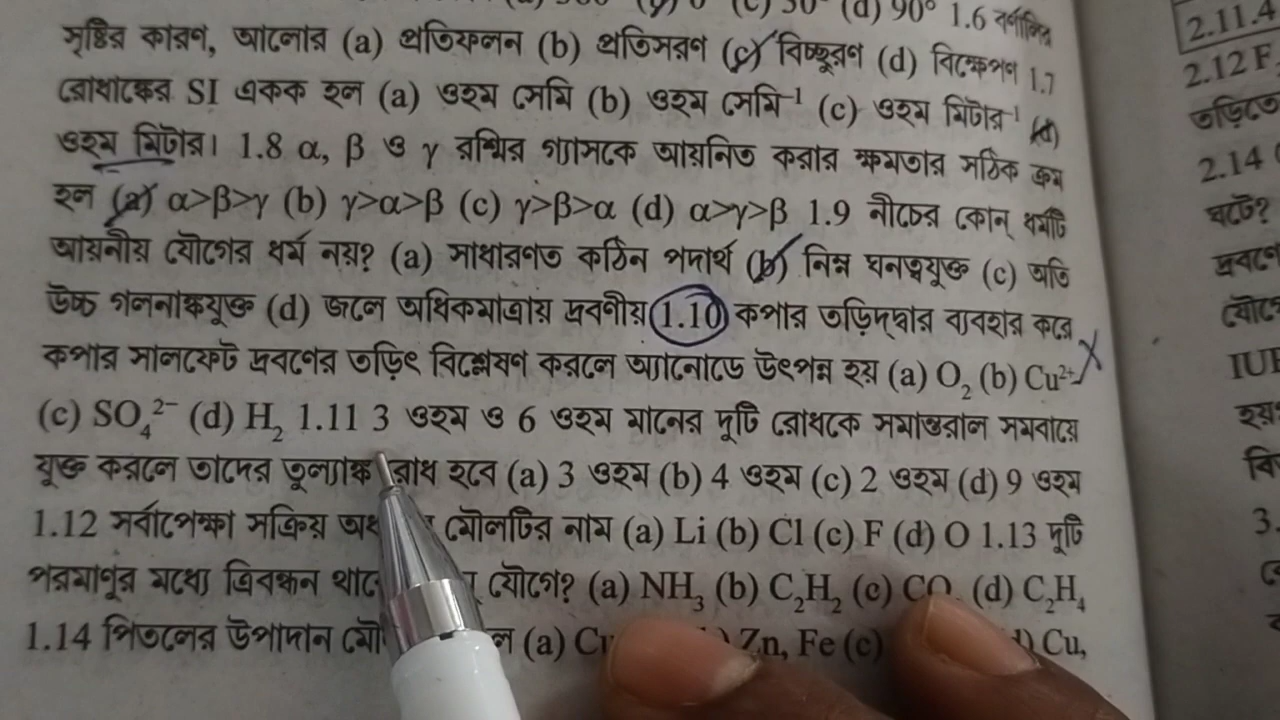 (d) 90° 1.6
সৃষ্টির কারণ, আলোর (a) প্রতিফলন (b) প্রতিসরণ (c) বিচ্ছুরণ (d) বিক্ষেপণ 1.7
রোধাঙ্কের SI একক হল (a) ওহম সেমি (b) ওহম সেমি⁻¹ (c) ওহম মিটার⁻¹ (d)
ওহম মিটার। 1.8 α, β ও γ রশ্মির গ্যাসকে আয়নিত করার ক্ষমতার সঠিক ক্রম
হল (a) α>β>γ (b) γ>α>β (c) γ>β>α (d) α>γ>β 1.9 নীচের কোন্ ধর্মটি
আয়নীয় যৌগের ধর্ম নয়? (a) সাধারণত কঠিন পদার্থ (b) নিম্ন ঘনত্বযুক্ত (c) অতি
উচ্চ গলনাঙ্কযুক্ত (d) জলে অধিকমাত্রায় দ্রবণীয় 1.10 কপার তড়িদ্‌দ্বার ব্যবহার করে
কপার সালফেট দ্রবণের তড়িৎ বিশ্লেষণ করলে অ্যানোডে উৎপন্ন হয় (a) O₂ (b) Cu²⁺
(c) SO₄²⁻ (d) H₂ 1.11 3 ওহম ও 6 ওহম মানের দুটি রোধকে সমান্তরাল সমবায়ে
যুক্ত করলে তাদের তুল্যাঙ্ক রোধ হবে (a) 3 ওহম (b) 4 ওহম (c) 2 ওহম (d) 9 ওহম
1.12 সর্বাপেক্ষা সক্রিয় মৌলটির নাম (a) Li (b) Cl (c) F (d) O 1.13 দুটি
পরমাণুর মধ্যে ত্রিবন্ধন যৌগে? (a) NH₃ (b) C₂H₂ (c) (d) C₂H₄
1.14 পিতলের উপাদান (a) Zn, Fe (c) Cu,
2.11.4
2.12
2.14
ঘটে?
3.